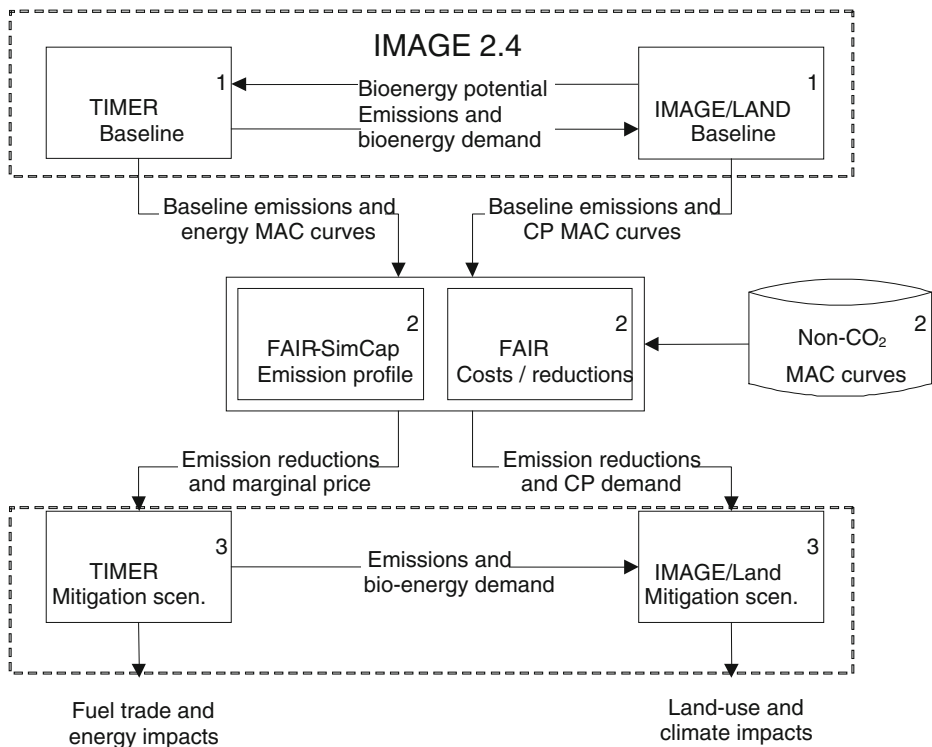 IMAGE 2.4
1
TIMER
Baseline
Bioenergy potential
Emissions and
bioenergy demand
1
IMAGE/LAND
Baseline
Baseline emissions and
energy MAC curves
Baseline emissions and
CP MAC curves
2
FAIR-SimCap
Emission profile
2
FAIR
Costs / reductions
Non-CO₂ 2
MAC curves
Emission reductions
and marginal price
Emission reductions
and CP demand
3
TIMER
Mitigation scen.
Emissions and
bio-energy demand
3
IMAGE/Land
Mitigation scen.
Fuel trade and
energy impacts
Land-use and
climate impacts